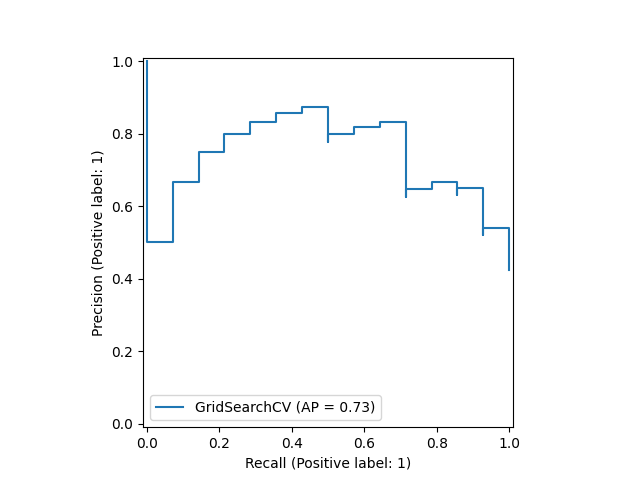 1.0
0.8
0.6
0.4
0.2
0.0
Precision (Positive label: 1)
GridSearchCV (AP = 0.73)
0.0 0.2 0.4 0.6 0.8 1.0
Recall (Positive label: 1)